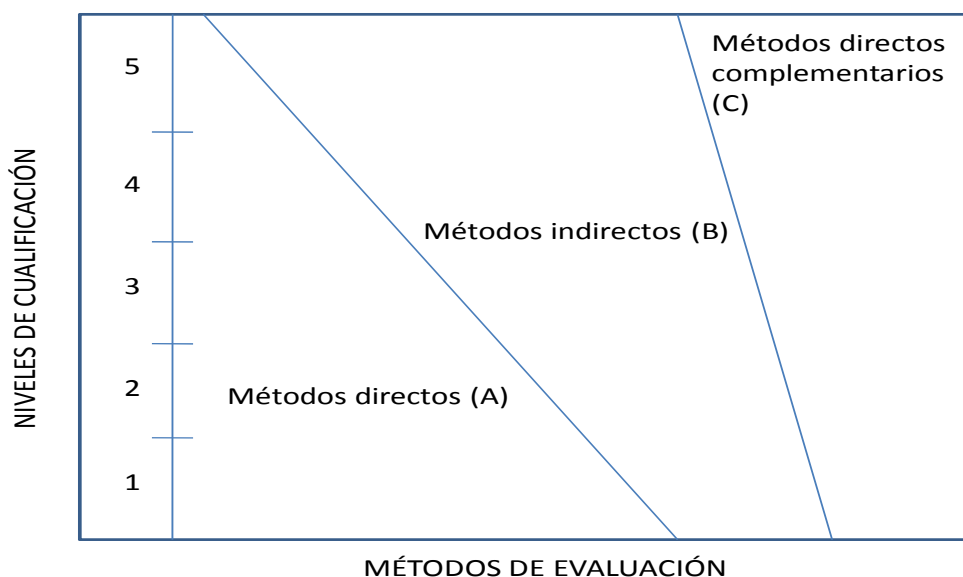 NIVELES DE CUALIFICACIÓN
5
4
3
2
1
Métodos directos
complementarios
(C)
Métodos indirectos (B)
Métodos directos (A)
MÉTODOS DE EVALUACIÓN